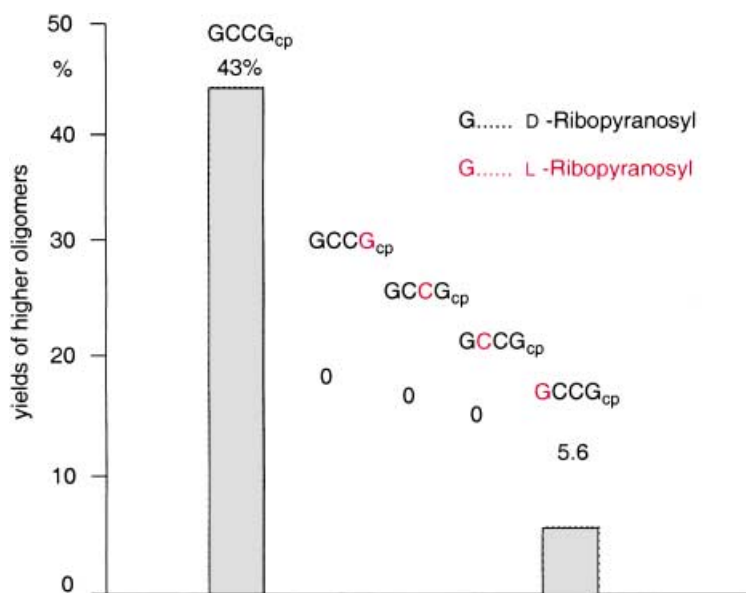 50
GCCGcp
%
43%
40
G...... D -Ribopyranosyl
G...... L -Ribopyranosyl
30
GCCGcp
GCCGcp
GCCGcp
20
0
0
0
GCCGcp
5.6
10
0
yields of higher oligomers